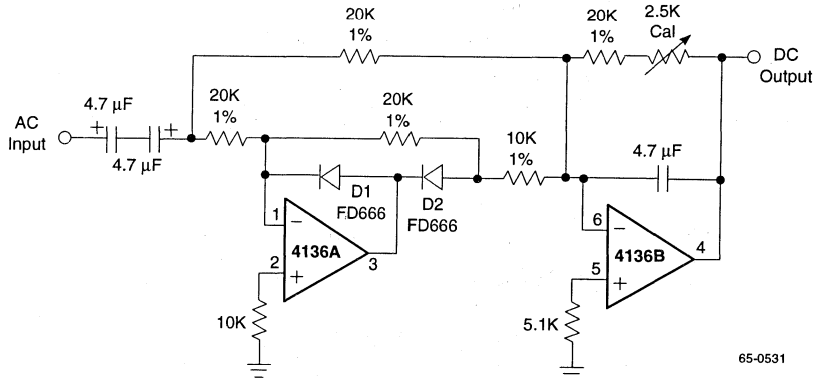 20K
1%
20K
1%
2.5K
Cal
DC
Output
AC
Input
4.7 µF
+
+
4.7 µF
20K
1%
20K
1%
10K
1%
4.7 µF
D1
FD666
D2
FD666
1
−
4136A
2
+
3
10K
6
−
4136B
4
5
+
5.1K
65-0531